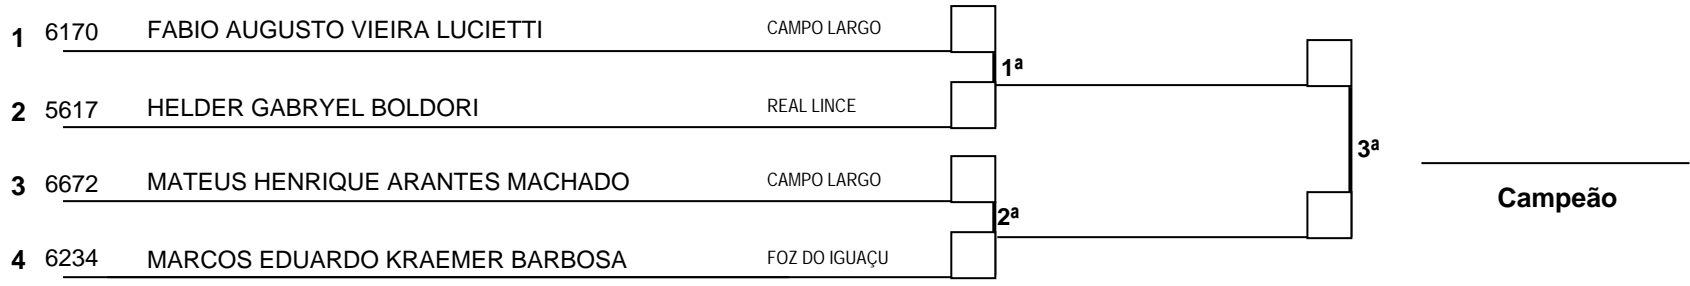 1 6170 FABIO AUGUSTO VIEIRA LUCIETTI CAMPO LARGO
1ª
2 5617 HELDER GABRYEL BOLDORI REAL LINCE
3ª
3 6672 MATEUS HENRIQUE ARANTES MACHADO CAMPO LARGO
Campeão
2ª
4 6234 MARCOS EDUARDO KRAEMER BARBOSA FOZ DO IGUAÇU